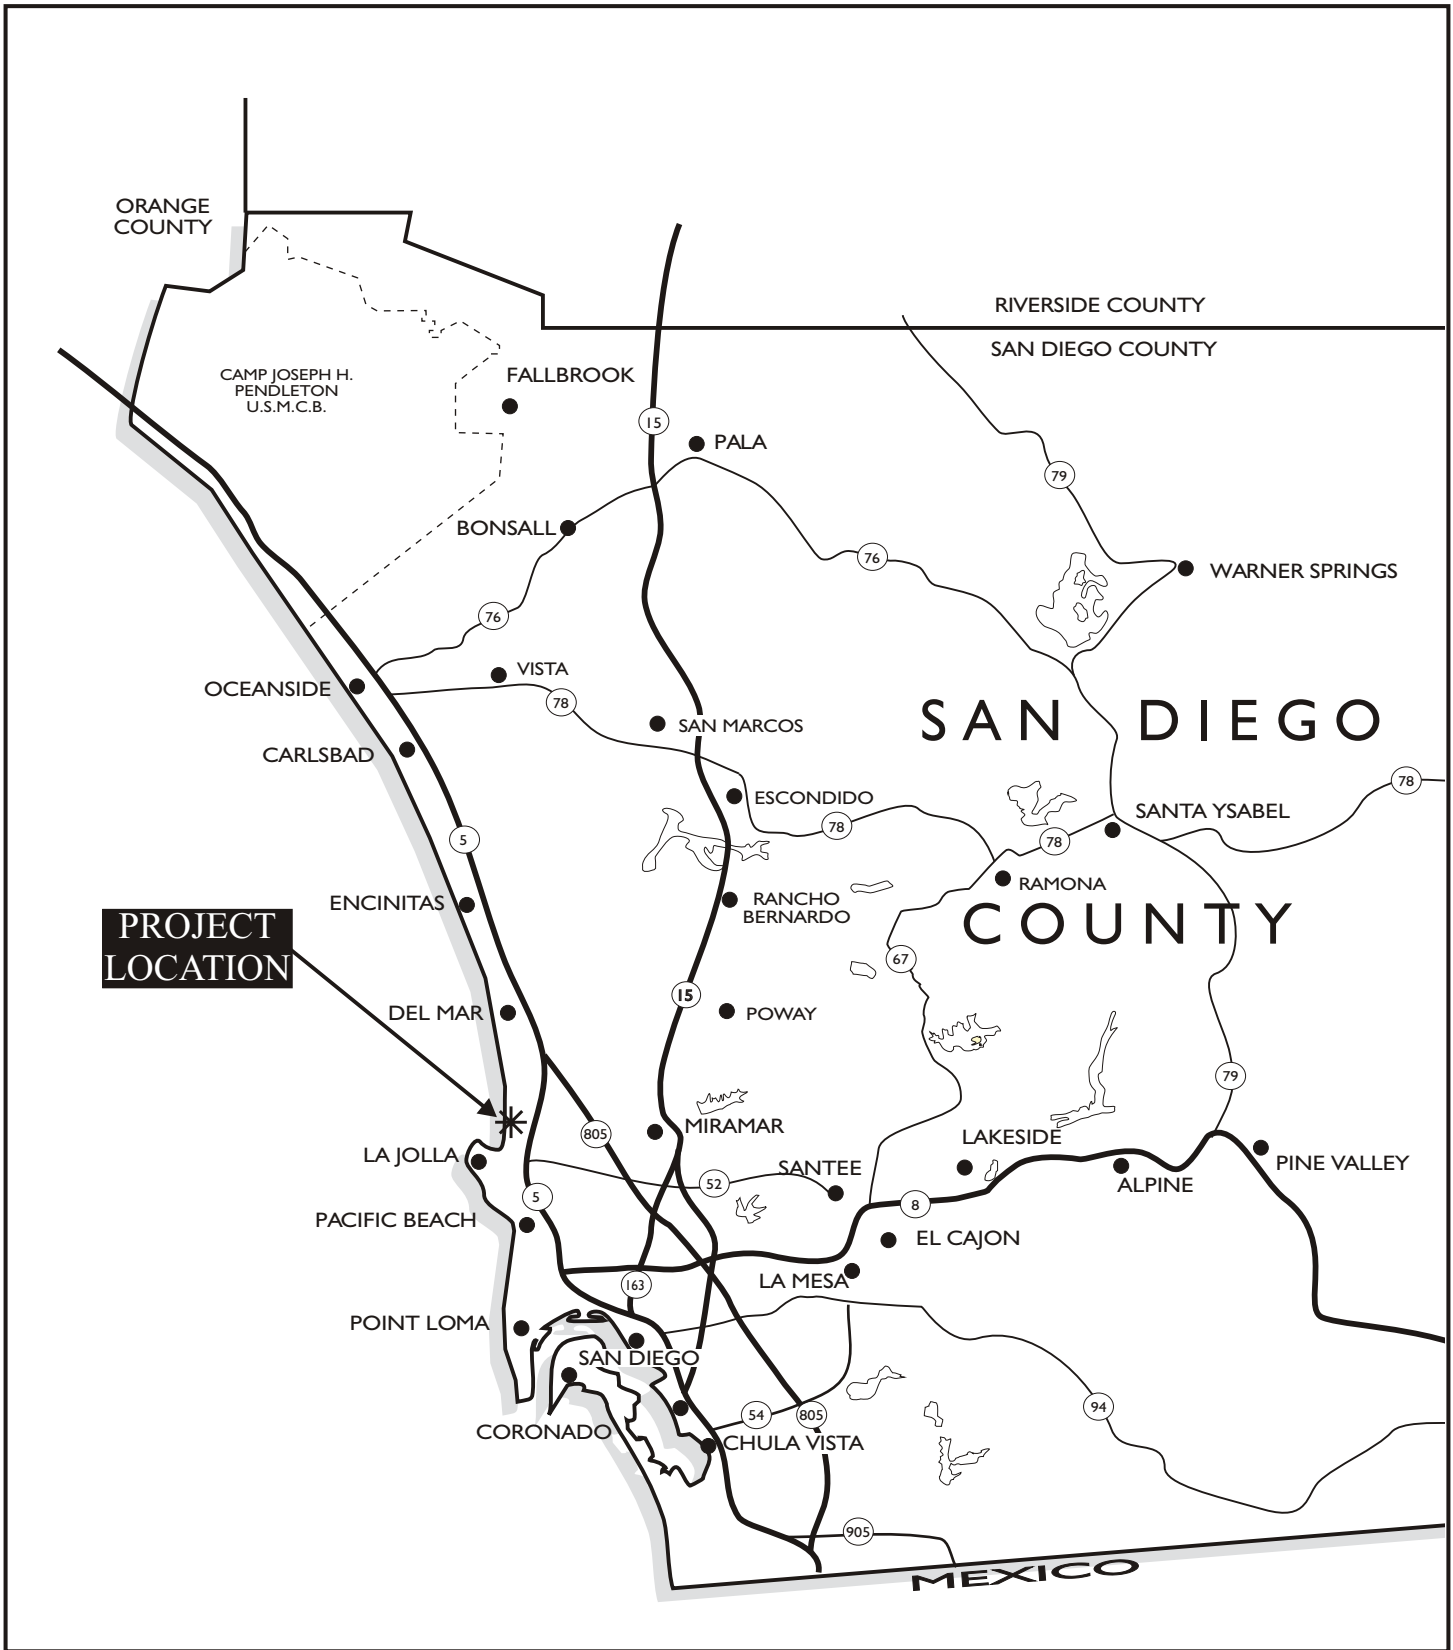 ORANGE
COUNTY
RIVERSIDE COUNTY
SAN DIEGO COUNTY
CAMP JOSEPH H.
PENDLETON
U.S.M.C.B.
FALLBROOK
15
PALA
79
BONSALL
76
WARNER SPRINGS
76
VISTA
OCEANSIDE
78
SAN MARCOS
SAN DIEGO
CARLSBAD
78
ESCONDIDO
SANTA YSABEL
78
5
78
RAMONA
ENCINITAS
RANCHO
BERNARDO
COUNTY
PROJECT
LOCATION
67
15
DEL MAR
POWAY
79
MIRAMAR
805
LAKESIDE
LA JOLLA
PINE VALLEY
SANTEE
52
ALPINE
5
8
PACIFIC BEACH
EL CAJON
LA MESA
163
POINT LOMA
SAN DIEGO
94
54
805
CORONADO
CHULA VISTA
905
MEXICO